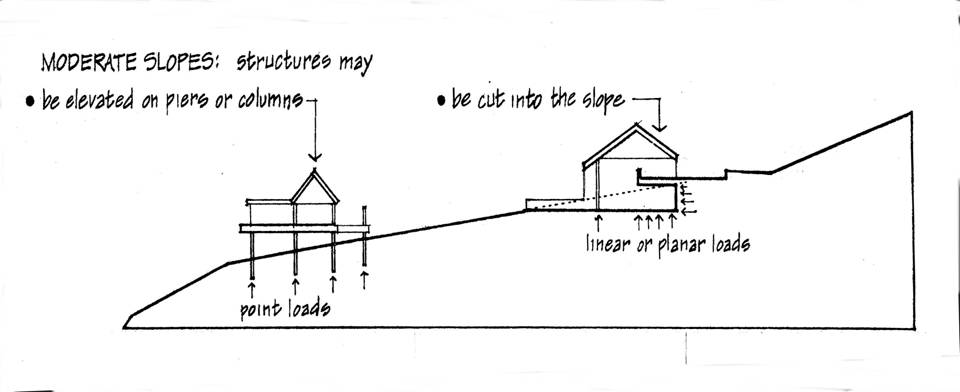 MODERATE SLOPES: structures may
• be elevated on piers or columns
• be cut into the slope
linear or planar loads
point loads